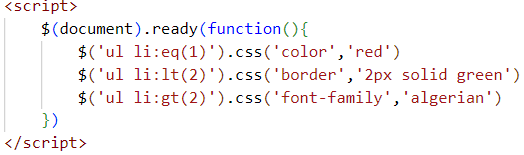 <script>
$(document).ready(function(){
$('ul li:eq(1)').css('color','red')
$('ul li:lt(2)').css('border','2px solid green')
$('ul li:gt(2)').css('font-family','algerian')
})
</script>